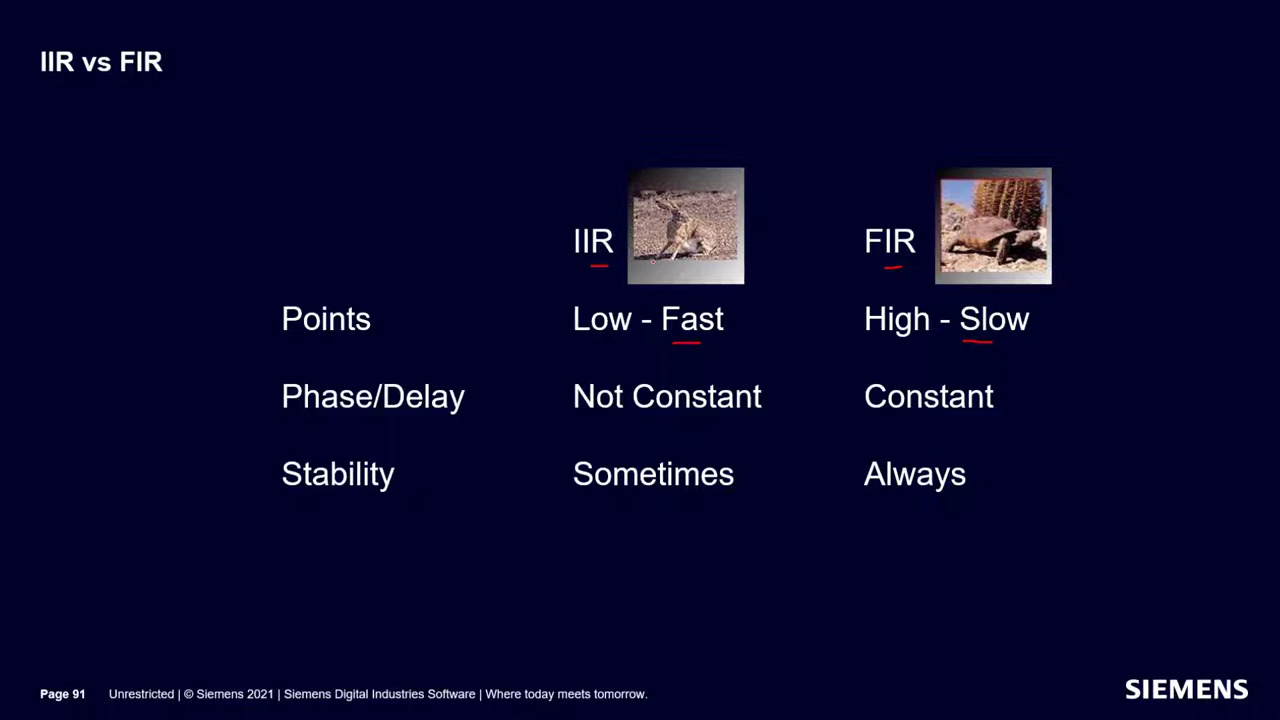 IIR vs FIR
IIR FIR
Points Low - Fast High - Slow
Phase/Delay Not Constant Constant
Stability Sometimes Always
Page 91 Unrestricted | © Siemens 2021 | Siemens Digital Industries Software | Where today meets tomorrow.
SIEMENS